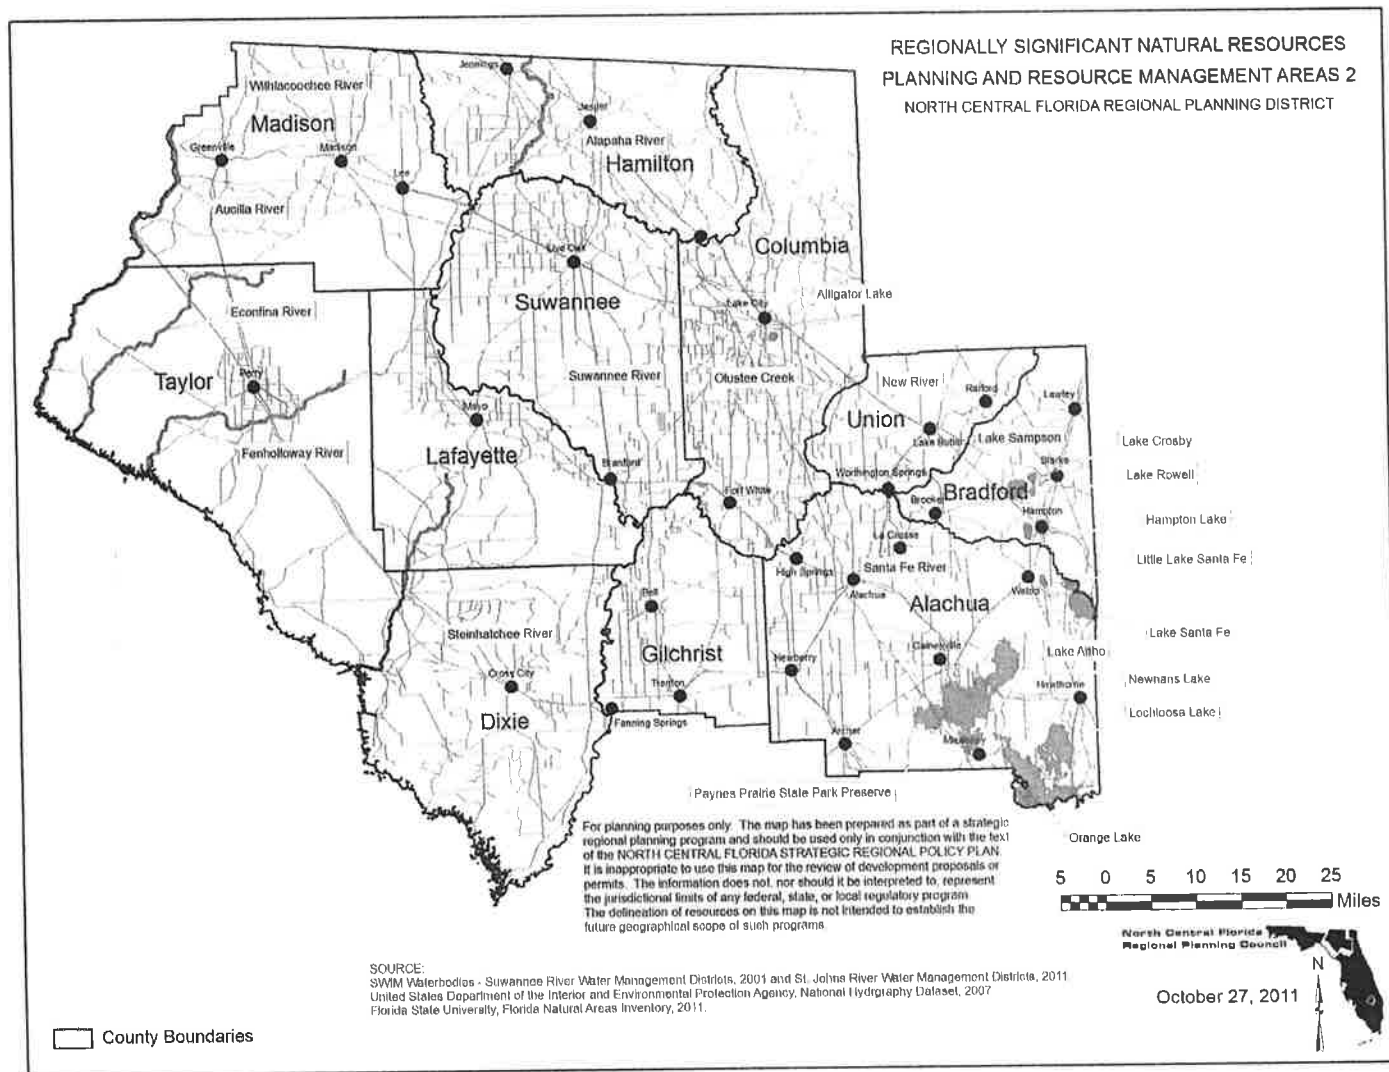 REGIONALLY SIGNIFICANT NATURAL RESOURCES
PLANNING AND RESOURCE MANAGEMENT AREAS 2
NORTH CENTRAL FLORIDA REGIONAL PLANNING DISTRICT
Jennings
Withlacoochee River
Jasper
Madison
Alapaha River
Greenville
Madison
Hamilton
Lee
Aucilla River
Columbia
Live Oak
Suwannee
Alligator Lake
Lake City
Econfina River
Taylor
Perry
Suwannee River
Olustee Creek
New River
Raiford
Lawtey
Mayo
Union
Lake Butler
Lake Sampson
Lake Crosby
Fenholloway River
Lafayette
Branford
Worthington Springs
Starke
Lake Rowell
Fort White
Bradford
Brooker
Hampton
Hampton Lake
La Crosse
High Springs
Santa Fe River
Little Lake Santa Fe
Alachua
Waldo
Bell
Alachua
Steinhatchee River
Lake Santa Fe
Gilchrist
Gainesville
Lake Altho
Newberry
Cross City
Trenton
Hawthorne
Newnans Lake
Dixie
Fanning Springs
Lochloosa Lake
Archer
Micanopy
Paynes Prairie State Park Preserve
For planning purposes only. The map has been prepared as part of a strategic
regional planning program and should be used only in conjunction with the text
of the NORTH CENTRAL FLORIDA STRATEGIC REGIONAL POLICY PLAN.
It is inappropriate to use this map for the review of development proposals or
permits. The information does not, nor should it be interpreted to, represent
the jurisdictional limits of any federal, state, or local regulatory program.
The delineation of resources on this map is not intended to establish the
future geographical scope of such programs.
Orange Lake
5 0 5 10 15 20 25
Miles
North Central Florida
Regional Planning Council
N
October 27, 2011
SOURCE:
SWIM Waterbodies - Suwannee River Water Management Districts, 2001 and St. Johns River Water Management Districts, 2011.
United States Department of the Interior and Environmental Protection Agency, National Hydrgraphy Dataset, 2007
Florida State University, Florida Natural Areas Inventory, 2011.
County Boundaries